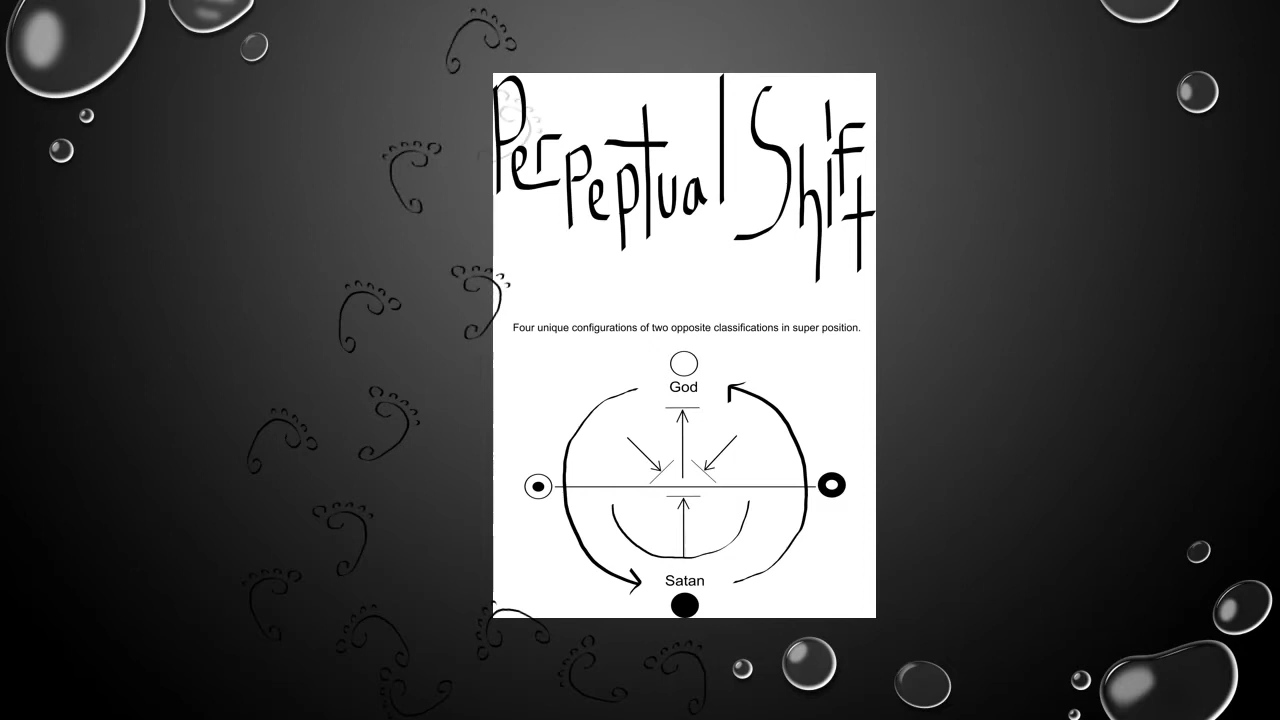 Perpeptual Shift
Four unique configurations of two opposite classifications in super position.
God
Satan